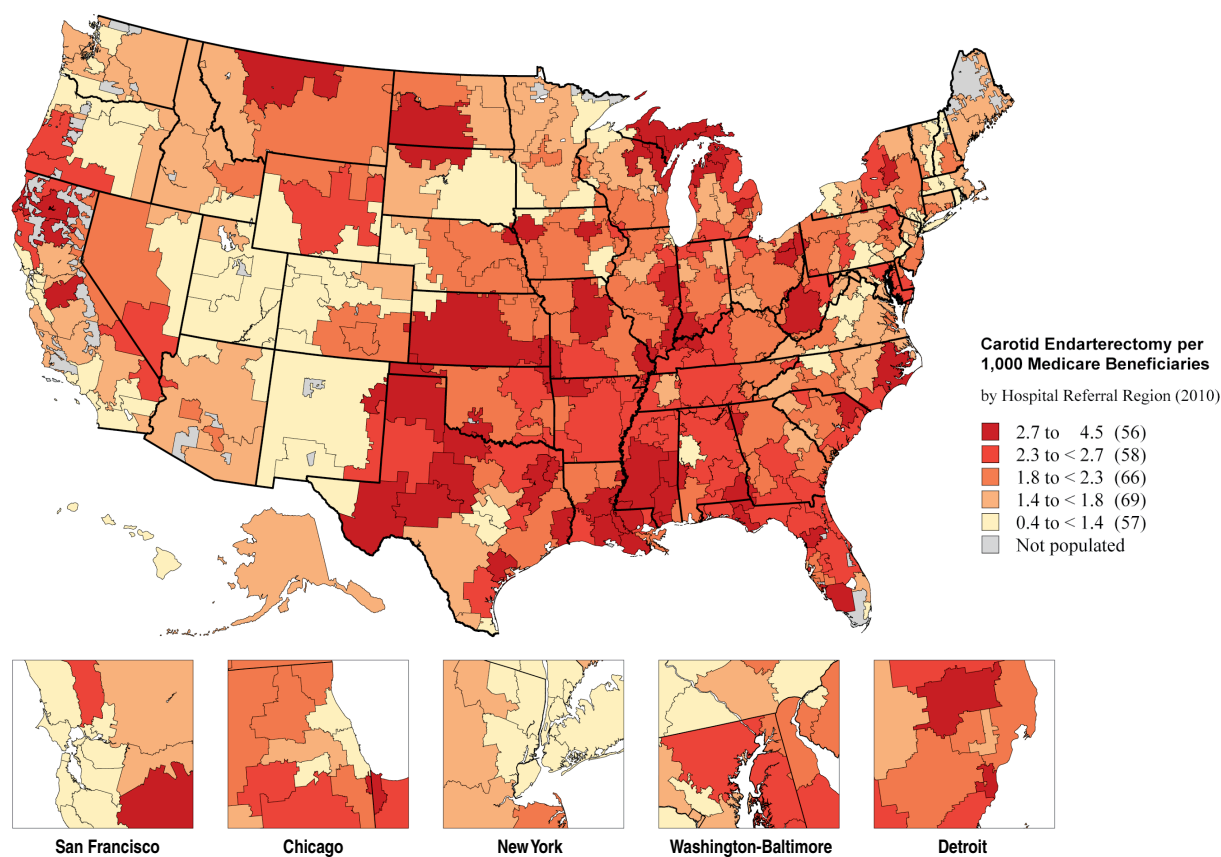 Carotid Endarterectomy per
1,000 Medicare Beneficiaries
by Hospital Referral Region (2010)
2.7 to 4.5 (56)
2.3 to < 2.7 (58)
1.8 to < 2.3 (66)
1.4 to < 1.8 (69)
0.4 to < 1.4 (57)
Not populated
San Francisco
Chicago
New York
Washington-Baltimore
Detroit